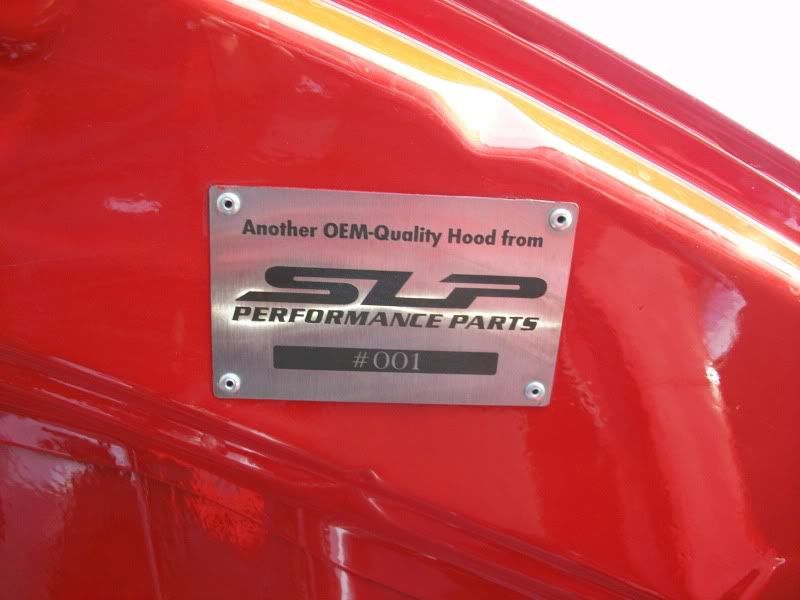 Another OEM-Quality Hood from
SLP
PERFORMANCE PARTS
#001